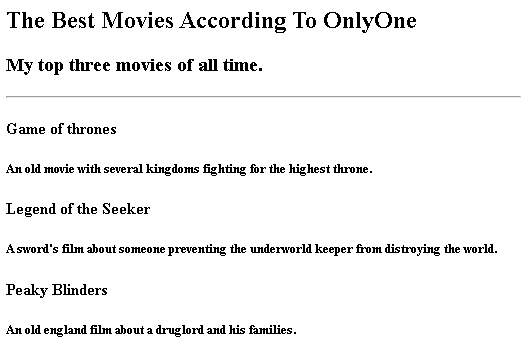 The Best Movies According To OnlyOne
My top three movies of all time.
Game of thrones
An old movie with several kingdoms fighting for the highest throne.
Legend of the Seeker
A sword's film about someone preventing the underworld keeper from distroying the world.
Peaky Blinders
An old england film about a druglord and his families.